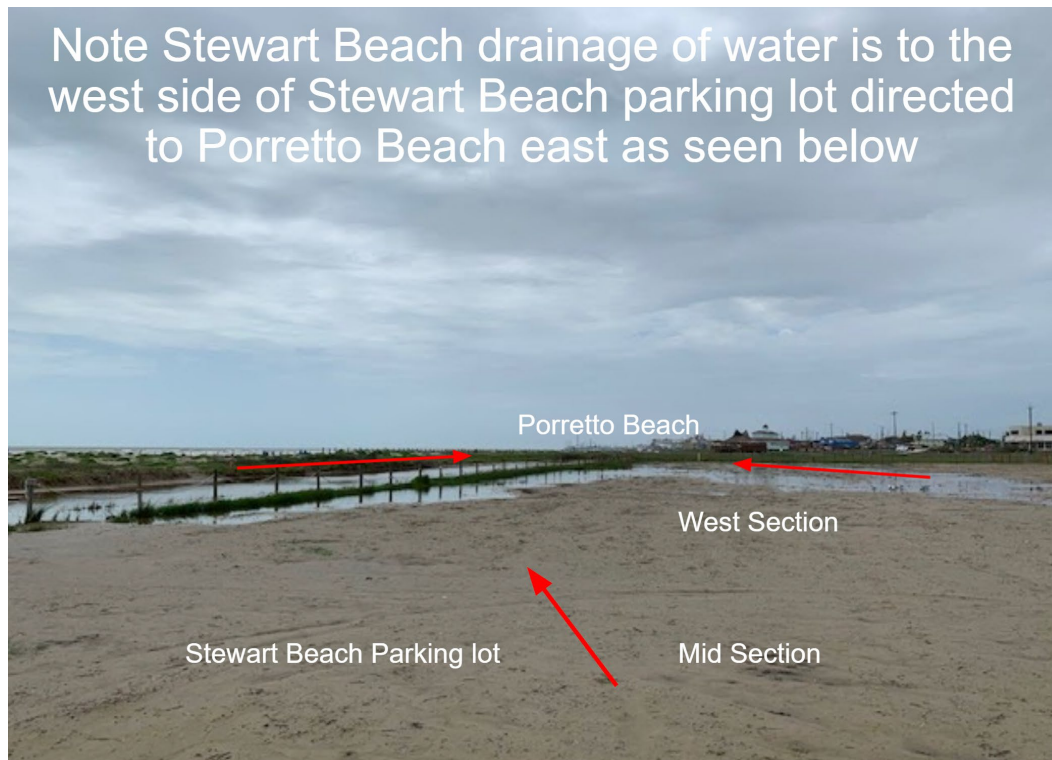 Note Stewart Beach drainage of water is to the
west side of Stewart Beach parking lot directed
to Porretto Beach east as seen below
Porretto Beach
West Section
Stewart Beach Parking lot
Mid Section